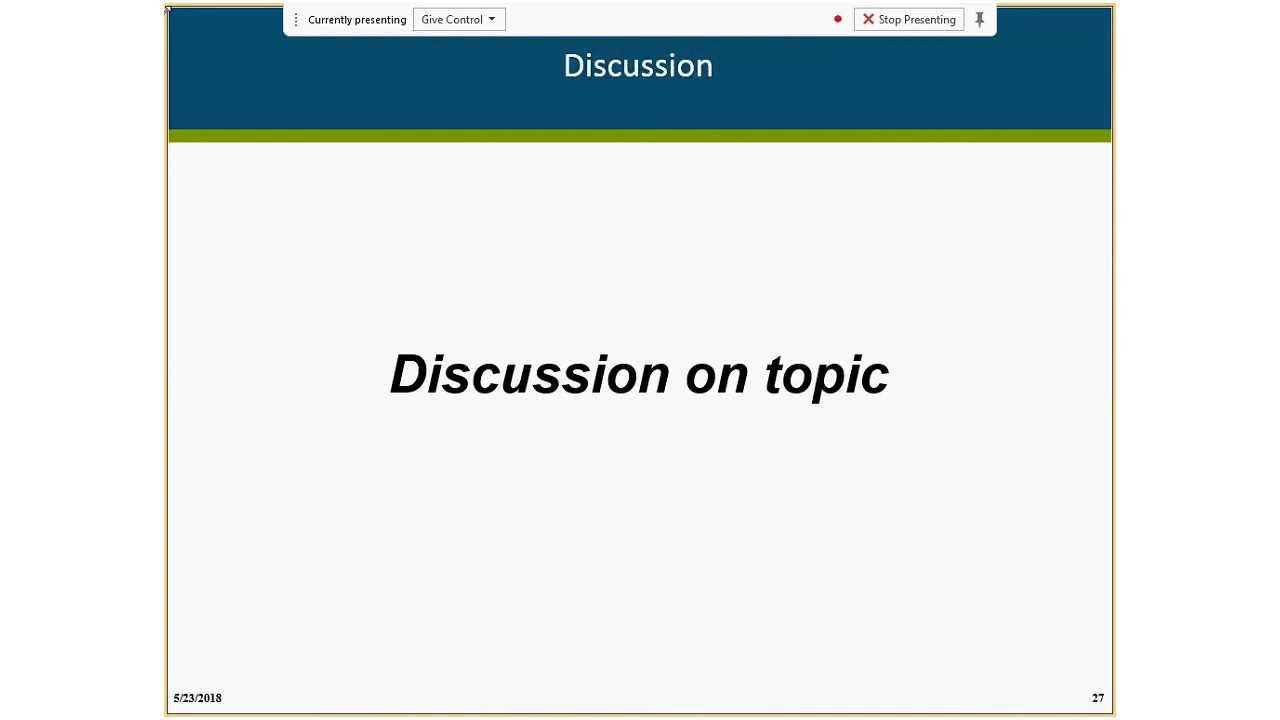 Currently presenting Give Control Stop Presenting
Discussion
Discussion on topic
5/23/2018 27